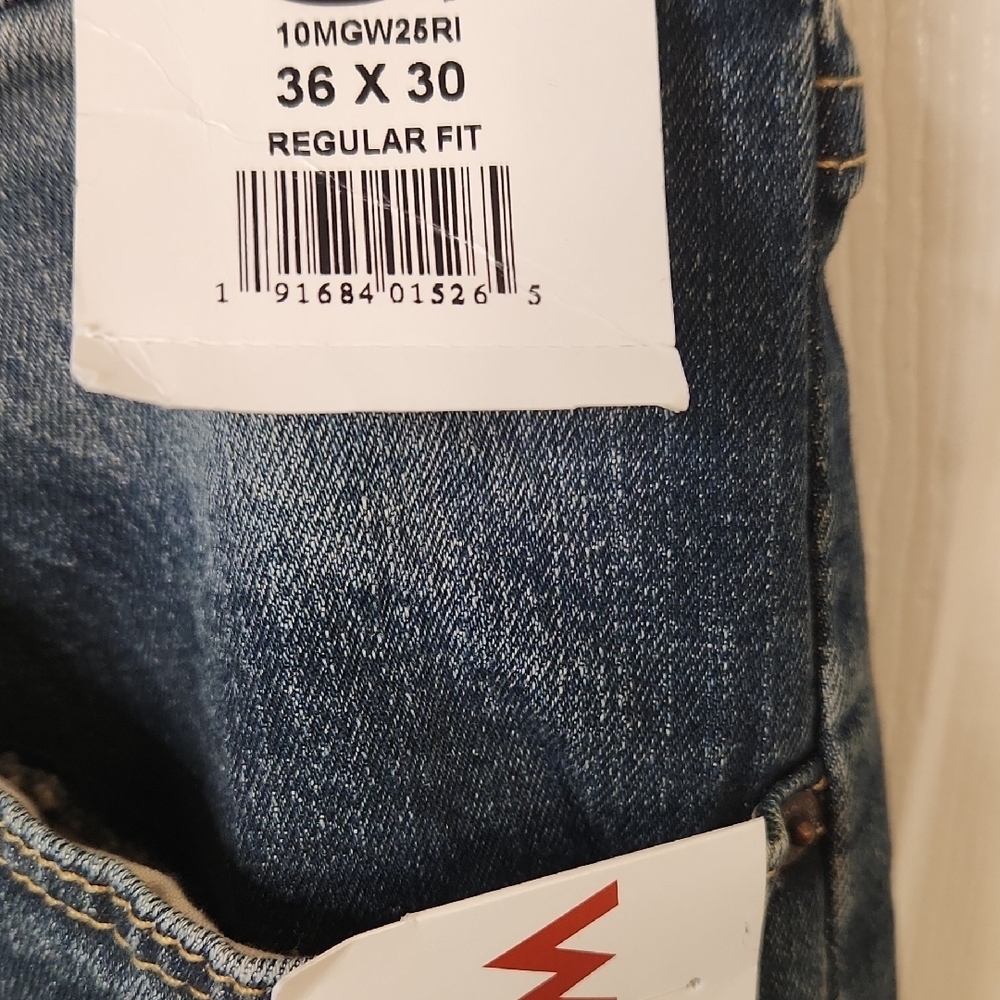 10MGW25RI
36 X 30
REGULAR FIT
1 91684 01526 5